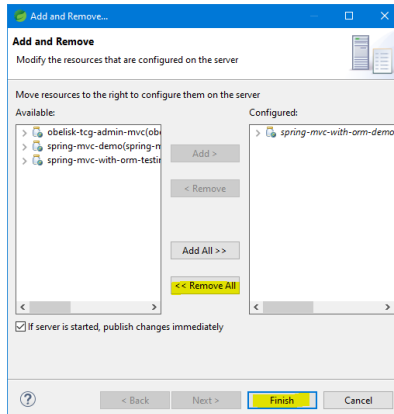 Add and Remove...
Add and Remove
Modify the resources that are configured on the server
Move resources to the right to configure them on the server
Available:
Configured:
obelisk-tcg-admin-mvc(obe
spring-mvc-demo(spring-m
spring-mvc-with-orm-testin
spring-mvc-with-orm-demo
Add >
< Remove
Add All >>
<< Remove All
If server is started, publish changes immediately
?
< Back
Next >
Finish
Cancel